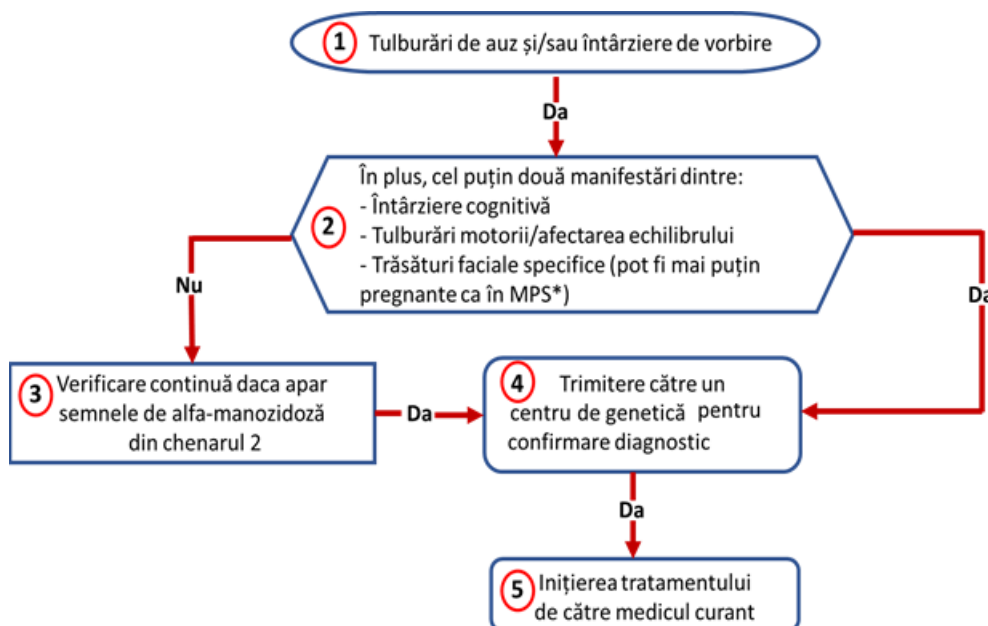 1 Tulburări de auz și/sau întârziere de vorbire
Da
În plus, cel puțin două manifestări dintre:
- Întârziere cognitivă
2 - Tulburări motorii/afectarea echilibrului
- Trăsături faciale specifice (pot fi mai puțin
pregnante ca în MPS*)
Nu
Da
3 Verificare continuă daca apar
semnele de alfa-manozidoză
din chenarul 2
Da
4 Trimitere către un
centru de genetică pentru
confirmare diagnostic
Da
5 Inițierea tratamentului
de către medicul curant